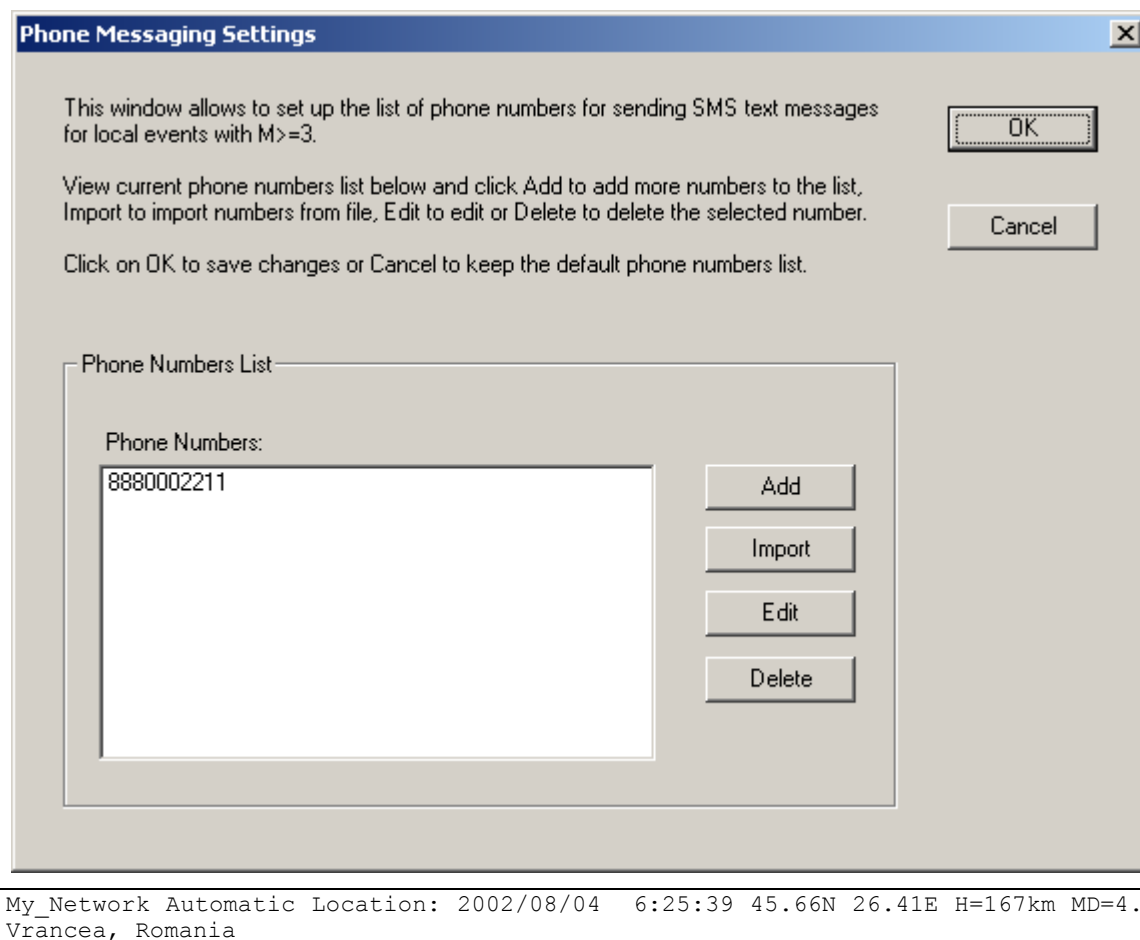 Phone Messaging Settings
This window allows to set up the list of phone numbers for sending SMS text messages
for local events with M>=3.
OK
View current phone numbers list below and click Add to add more numbers to the list,
Import to import numbers from file, Edit to edit or Delete to delete the selected number.
Cancel
Click on OK to save changes or Cancel to keep the default phone numbers list.
Phone Numbers List
Phone Numbers:
8880002211
Add
Import
Edit
Delete
My_Network Automatic Location: 2002/08/04 6:25:39 45.66N 26.41E H=167km MD=4.
Vrancea, Romania